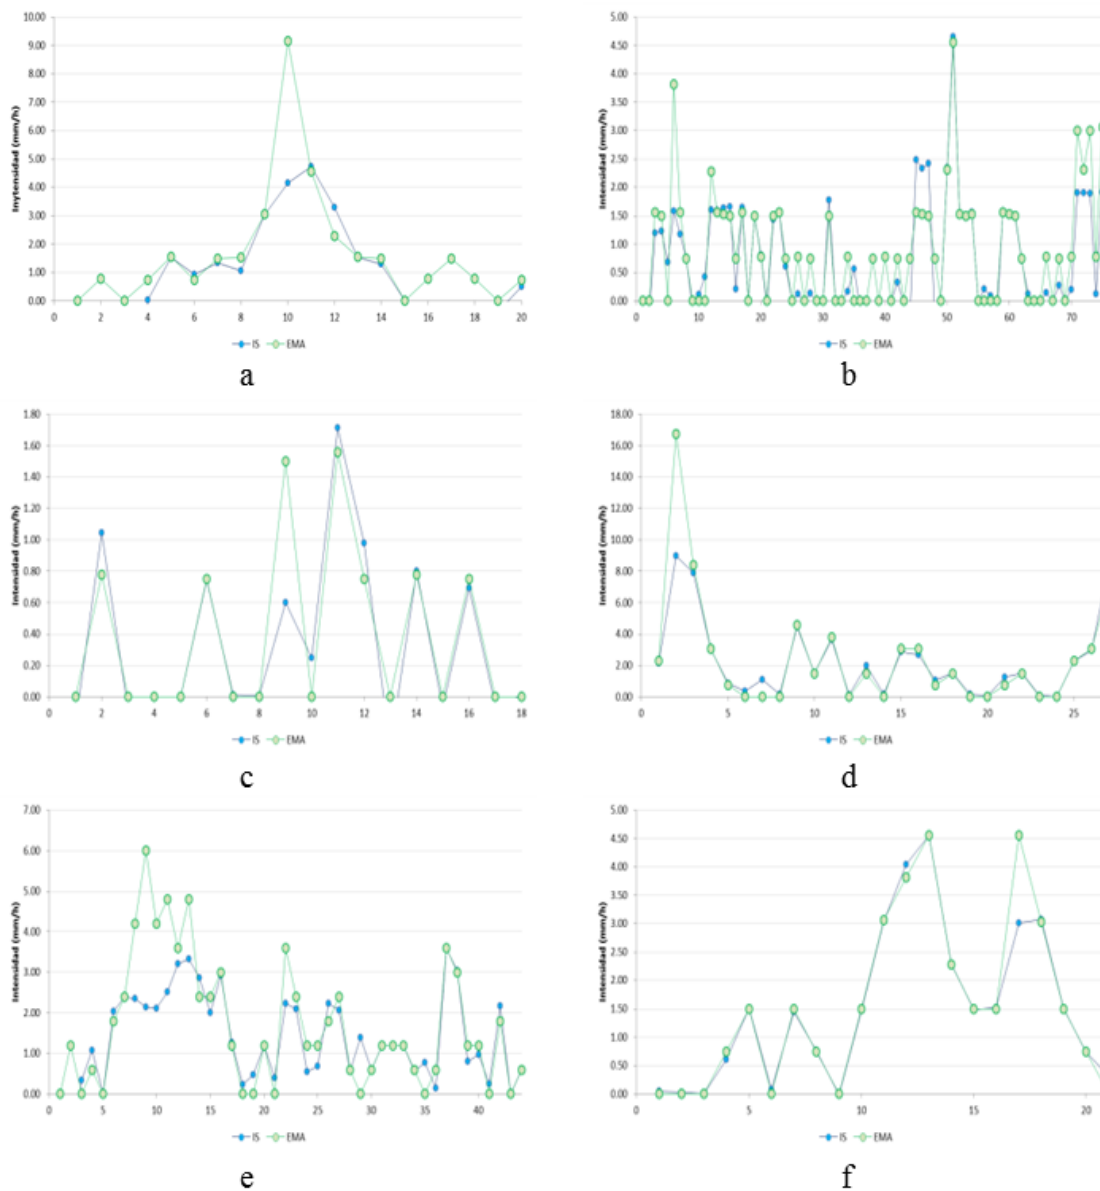 10.00
9.00
8.00
7.00
6.00
5.00
4.00
3.00
2.00
1.00
0.00
Inytensidad (mm/h)
0 2 4 6 8 10 12 14 16 18 20
IS EMA
a
5.00
4.50
4.00
3.50
3.00
2.50
2.00
1.50
1.00
0.50
0.00
Intensidad (mm/h)
0 10 20 30 40 50 60 70
IS EMA
b
1.80
1.60
1.40
1.20
1.00
0.80
0.60
0.40
0.20
0.00
Intensidad (mm/h)
0 2 4 6 8 10 12 14 16 18
IS EMA
c
18.00
16.00
14.00
12.00
10.00
8.00
6.00
4.00
2.00
0.00
Intensidad (mm/h)
0 5 10 15 20 25
IS EMA
d
7.00
6.00
5.00
4.00
3.00
2.00
1.00
0.00
Intensidad (mm/h)
0 5 10 15 20 25 30 35 40
IS EMA
e
5.00
4.50
4.00
3.50
3.00
2.50
2.00
1.50
1.00
0.50
0.00
Intensidad (mm/h)
0 5 10 15 20
IS EMA
f